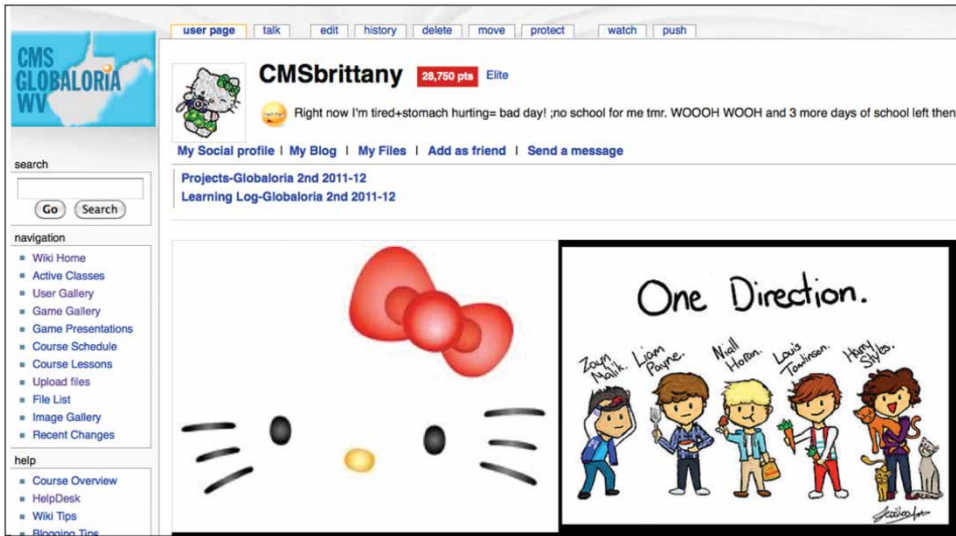 user page talk edit history delete move protect watch push
CMS
GLOBALORIA
WV
CMSbrittany 28,750 pts Elite
Right now I'm tired+stomach hurting= bad day! ;no school for me tmr. WOOOH WOOH and 3 more days of school left then
My Social profile | My Blog | My Files | Add as friend | Send a message
Projects-Globaloria 2nd 2011-12
Learning Log-Globaloria 2nd 2011-12
search
Go Search
navigation
Wiki Home
Active Classes
User Gallery
Game Gallery
Game Presentations
Course Schedule
Course Lessons
Upload files
File List
Image Gallery
Recent Changes
help
Course Overview
HelpDesk
Wiki Tips
Blogging Tips
One Direction.
Zayn
Malik.
Liam
Payne.
Niall
Horan.
Louis
Tomlinson.
Harry
Styles.